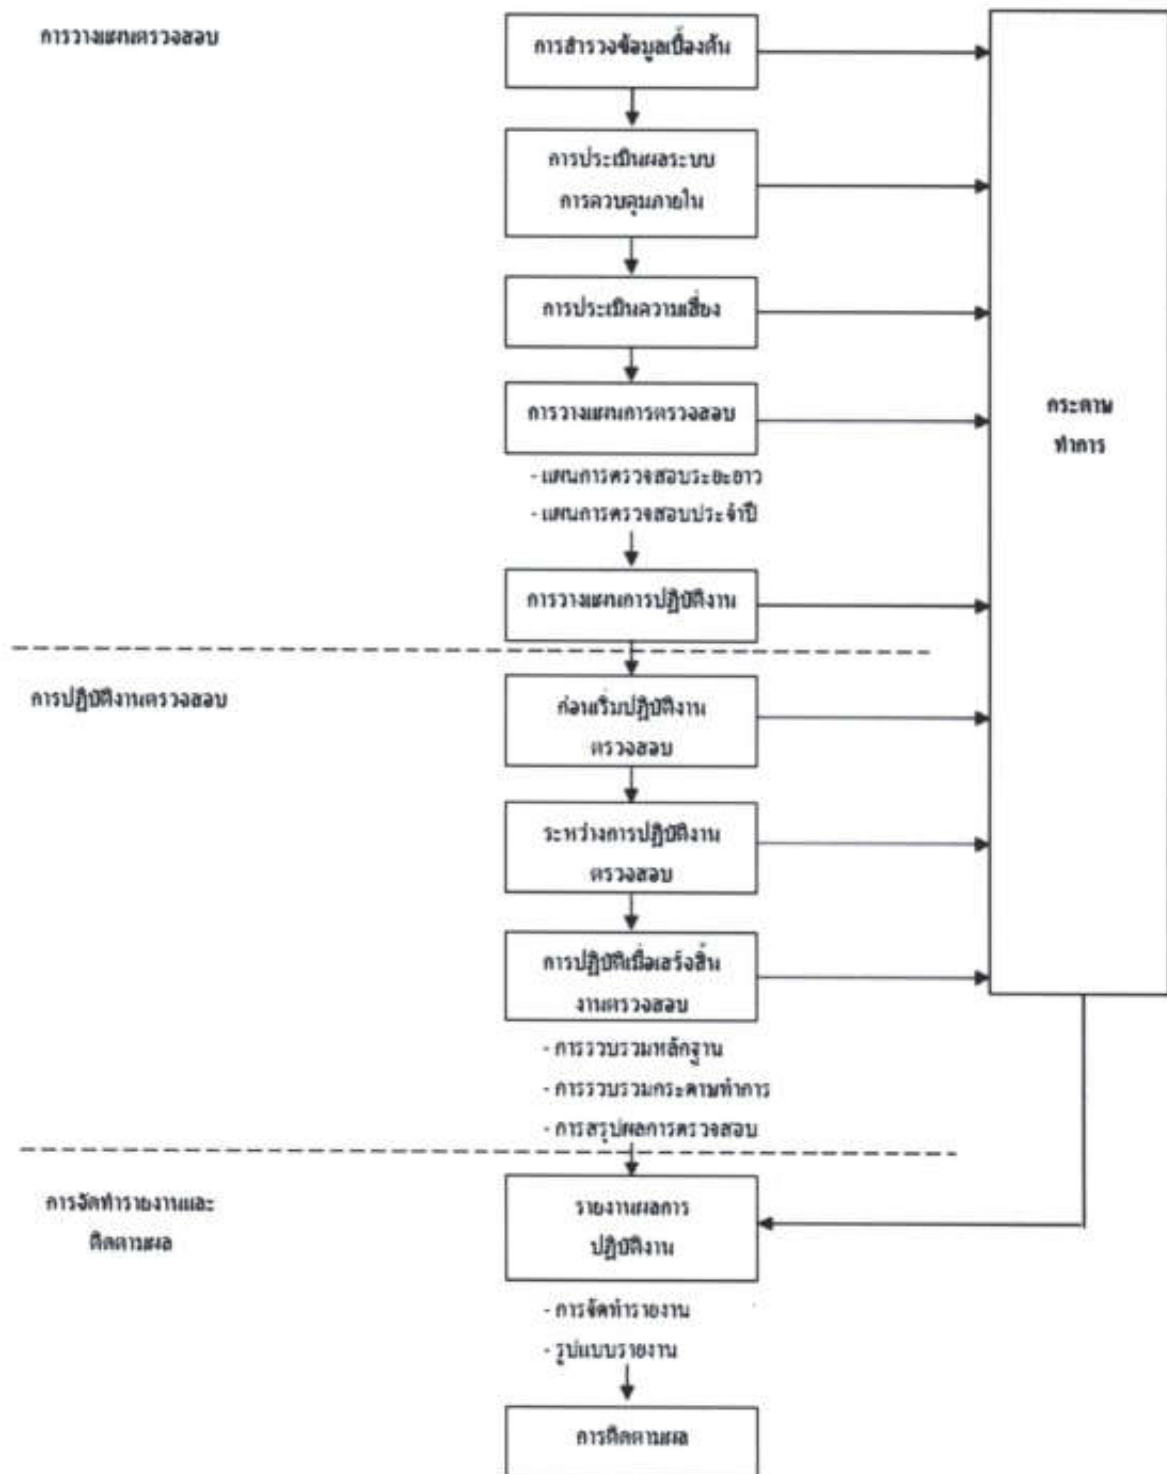 การวางแผนตรวจสอบ
การสำรวจข้อมูลเบื้องต้น
การประเมินผลระบบ
การควบคุมภายใน
การประเมินความเสี่ยง
การวางแผนการตรวจสอบ
- แผนการตรวจสอบระยะยาว
- แผนการตรวจสอบประจำปี
การวางแผนการปฏิบัติงาน
กระดาษ
ทำการ
การปฏิบัติงานตรวจสอบ
ก่อนเริ่มปฏิบัติงาน
ตรวจสอบ
ระหว่างการปฏิบัติงาน
ตรวจสอบ
การปฏิบัติเมื่อเสร็จสิ้น
งานตรวจสอบ
- การรวบรวมหลักฐาน
- การรวบรวมกระดาษทำการ
- การสรุปผลการตรวจสอบ
การจัดทำรายงานและ
ติดตามผล
รายงานผลการ
ปฏิบัติงาน
- การจัดทำรายงาน
- รูปแบบรายงาน
การติดตามผล